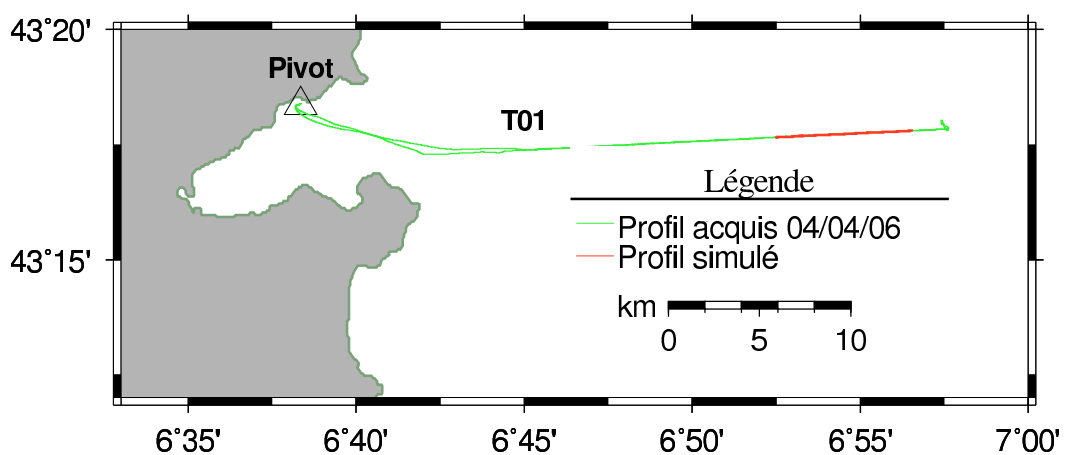 43°20'
Pivot
T01
Légende
Profil acquis 04/04/06
43°15'
Profil simulé
km
0 5 10
6°35' 6°40' 6°45' 6°50' 6°55' 7°00'